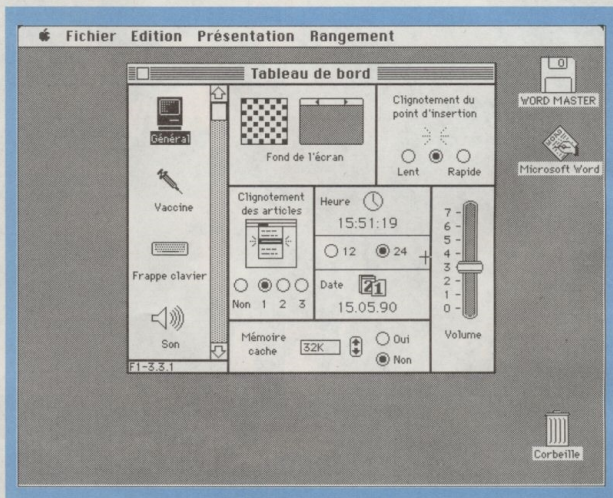 Fichier Edition Présentation Rangement
Tableau de bord
Général
Vaccine
Frappe clavier
Son
F1-3.3.1
Fond de l'écran
Clignotement du
point d'insertion
Lent Rapide
Clignotement
des articles
Non 1 2 3
Heure
15:51:19
12 24
Date 21
15.05.90
7
6
5
4
3
2
1
0
Volume
Mémoire
cache
32K
Oui
Non
WORD MASTER
Microsoft Word
Corbeille